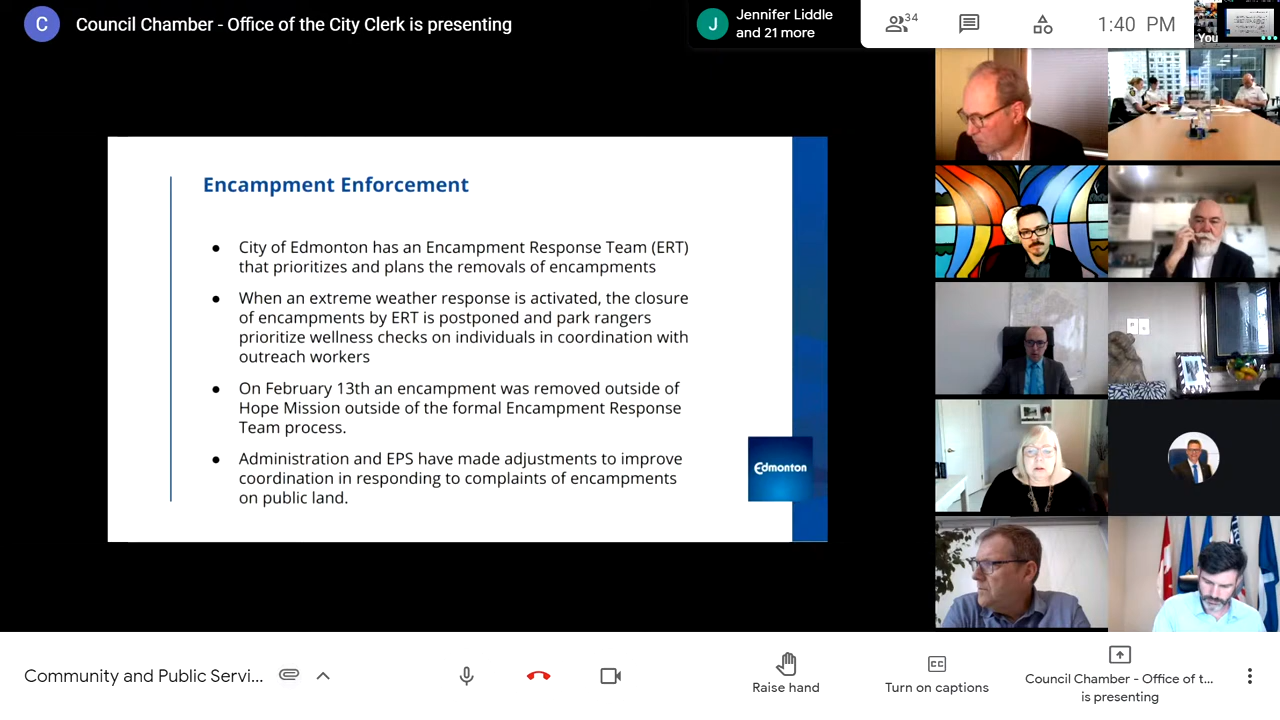 C
Council Chamber - Office of the City Clerk is presenting
J
Jennifer Liddle
and 21 more
34
1:40 PM
You
Encampment Enforcement
● City of Edmonton has an Encampment Response Team (ERT)
that prioritizes and plans the removals of encampments
● When an extreme weather response is activated, the closure
of encampments by ERT is postponed and park rangers
prioritize wellness checks on individuals in coordination with
outreach workers
● On February 13th an encampment was removed outside of
Hope Mission outside of the formal Encampment Response
Team process.
● Administration and EPS have made adjustments to improve
coordination in responding to complaints of encampments
on public land.
Edmonton
Community and Public Servi...
Raise hand
CC
Turn on captions
Council Chamber - Office of t...
is presenting